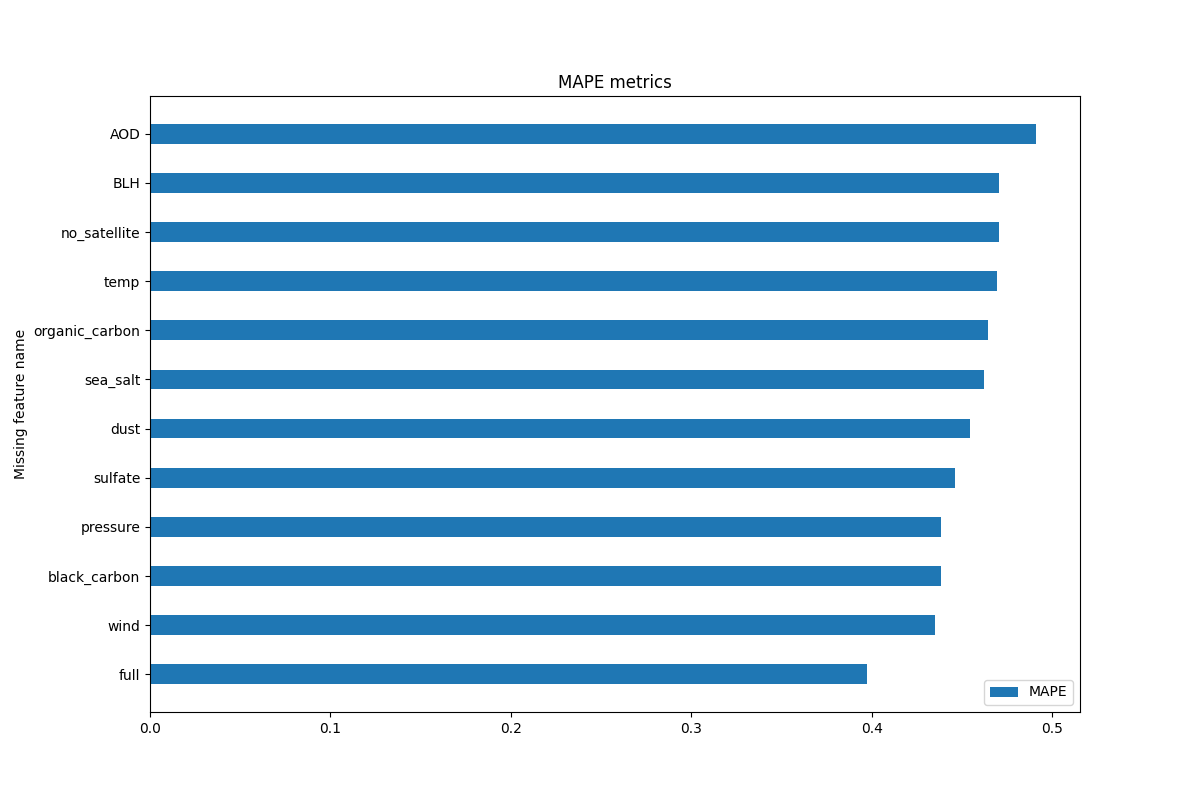 MAPE metrics
Missing feature name
AOD
BLH
no_satellite
temp
organic_carbon
sea_salt
dust
sulfate
pressure
black_carbon
wind
full
MAPE
0.0 0.1 0.2 0.3 0.4 0.5